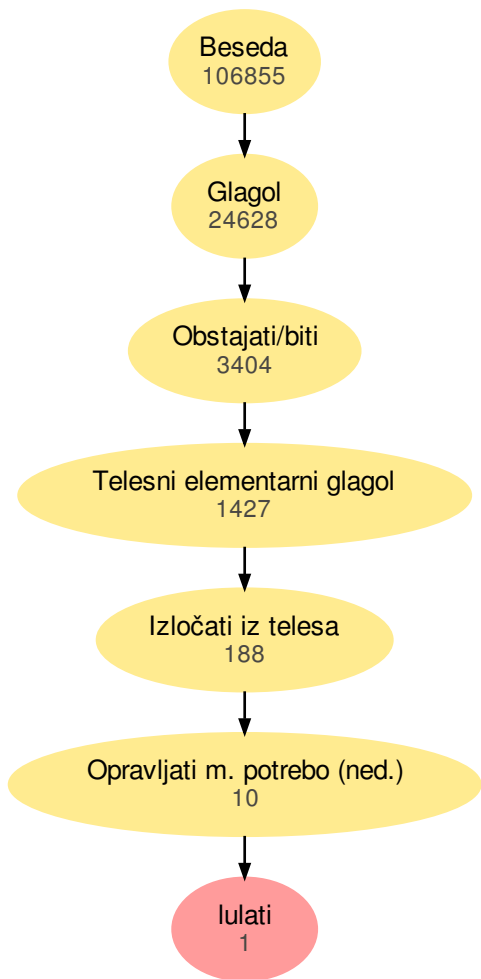 Beseda
106855
Glagol
24628
Obstajati/biti
3404
Telesni elementarni glagol
1427
Izločati iz telesa
188
Opravljati m. potrebo (ned.)
10
lulati
1